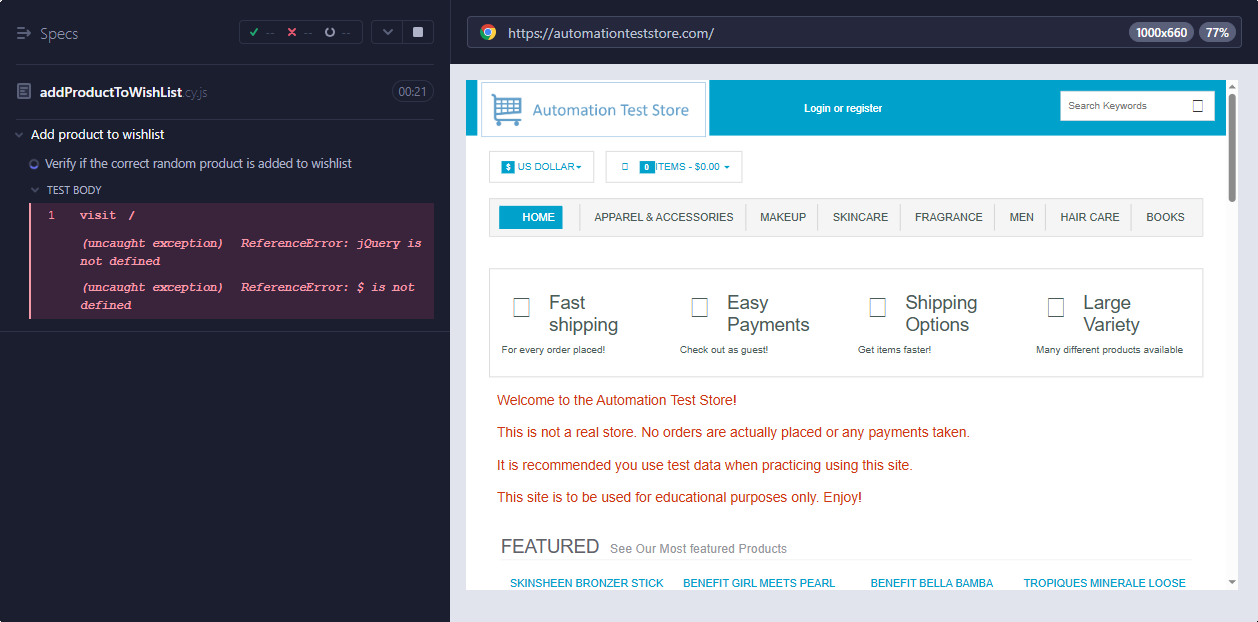 Specs
-- -- --
addProductToWishList.cy.js
00:21
Add product to wishlist
Verify if the correct random product is added to wishlist
TEST BODY
1 visit /
(uncaught exception) ReferenceError: jQuery is
not defined
(uncaught exception) ReferenceError: $ is not
defined
https://automationteststore.com/
1000x660
77%
Automation Test Store
Login or register
Search Keywords
$ US DOLLAR
0 ITEMS - $0.00
HOME
APPAREL & ACCESSORIES
MAKEUP
SKINCARE
FRAGRANCE
MEN
HAIR CARE
BOOKS
Fast
shipping
For every order placed!
Easy
Payments
Check out as guest!
Shipping
Options
Get items faster!
Large
Variety
Many different products available
Welcome to the Automation Test Store!
This is not a real store. No orders are actually placed or any payments taken.
It is recommended you use test data when practicing using this site.
This site is to be used for educational purposes only. Enjoy!
FEATURED See Our Most featured Products
SKINSHEEN BRONZER STICK
BENEFIT GIRL MEETS PEARL
BENEFIT BELLA BAMBA
TROPIQUES MINERALE LOOSE